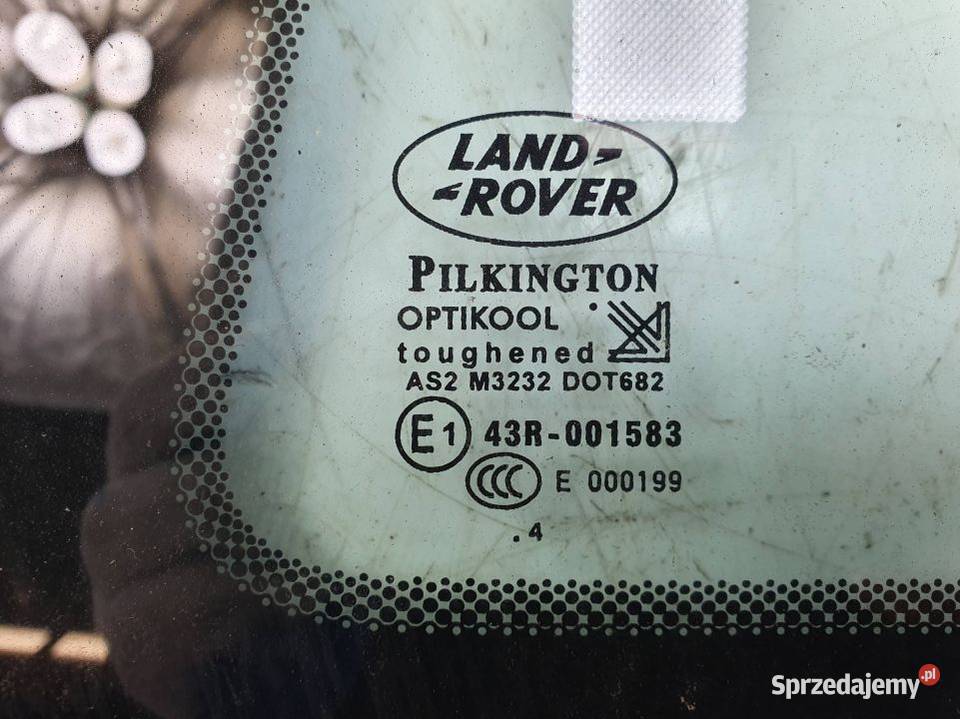 LAND-
-ROVER
PILKINGTON
OPTIKOOL
toughened
AS2 M3232 DOT682
E1 43R-001583
CCC E 000199
. 4
Sprzedajemy.pl